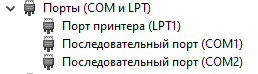 Порты (COM и LPT)
Порт принтера (LPT1)
Последовательный порт (COM1)
Последовательный порт (COM2)